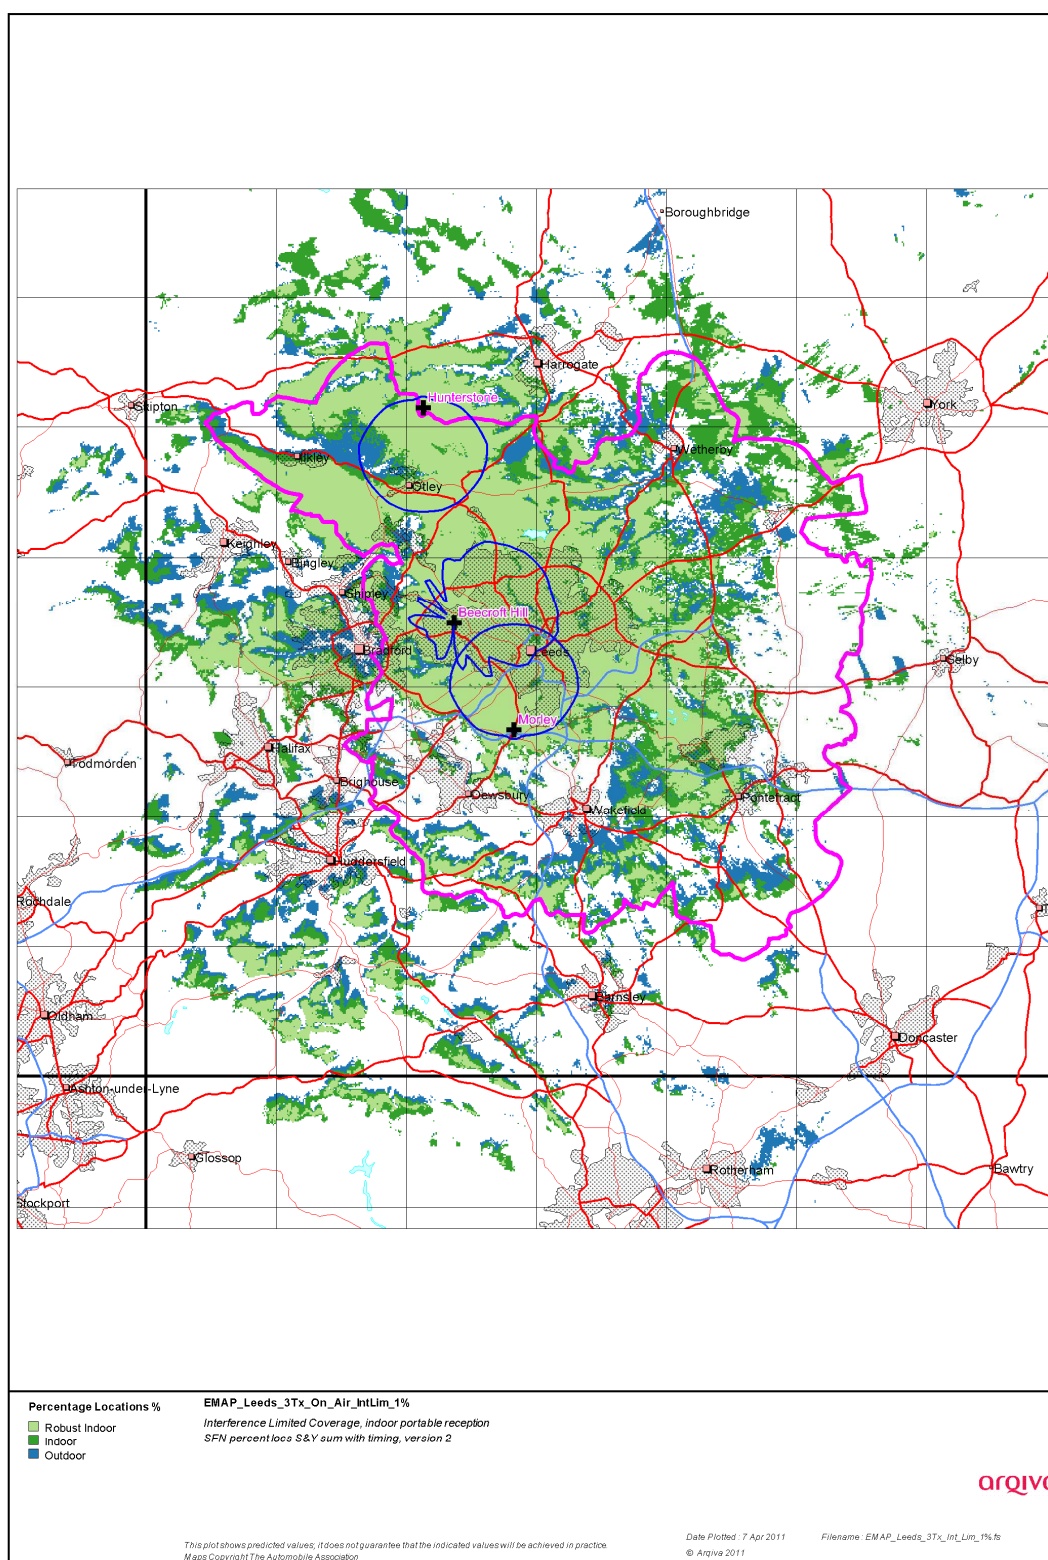 Boroughbridge
Harrogate
Hunterstone
Skipton
York
Wetherby
Ilkley
Otley
Keighley
Bingley
Shipley
Beecroft Hill
Bradford
Leeds
Selby
Morley
Halifax
Todmorden
Brighouse
Dewsbury
Pontefract
Wakefield
Huddersfield
Rochdale
Barnsley
Oldham
Doncaster
Ashton-under-Lyne
Glossop
Rotherham
Bawtry
Stockport
Percentage Locations %
Robust Indoor
Indoor
Outdoor
EMAP_Leeds_3Tx_On_Air_IntLim_1%
Interference Limited Coverage, indoor portable reception
SFN percent locs S&Y sum with timing, version 2
arqiva
This plot shows predicted values; it does not guarantee that the indicated values will be achieved in practice.
Maps Copyright The Automobile Association
Date Plotted : 7 Apr 2011
Filename : EMAP_Leeds_3Tx_Int_Lim_1%.fs
© Arqiva 2011